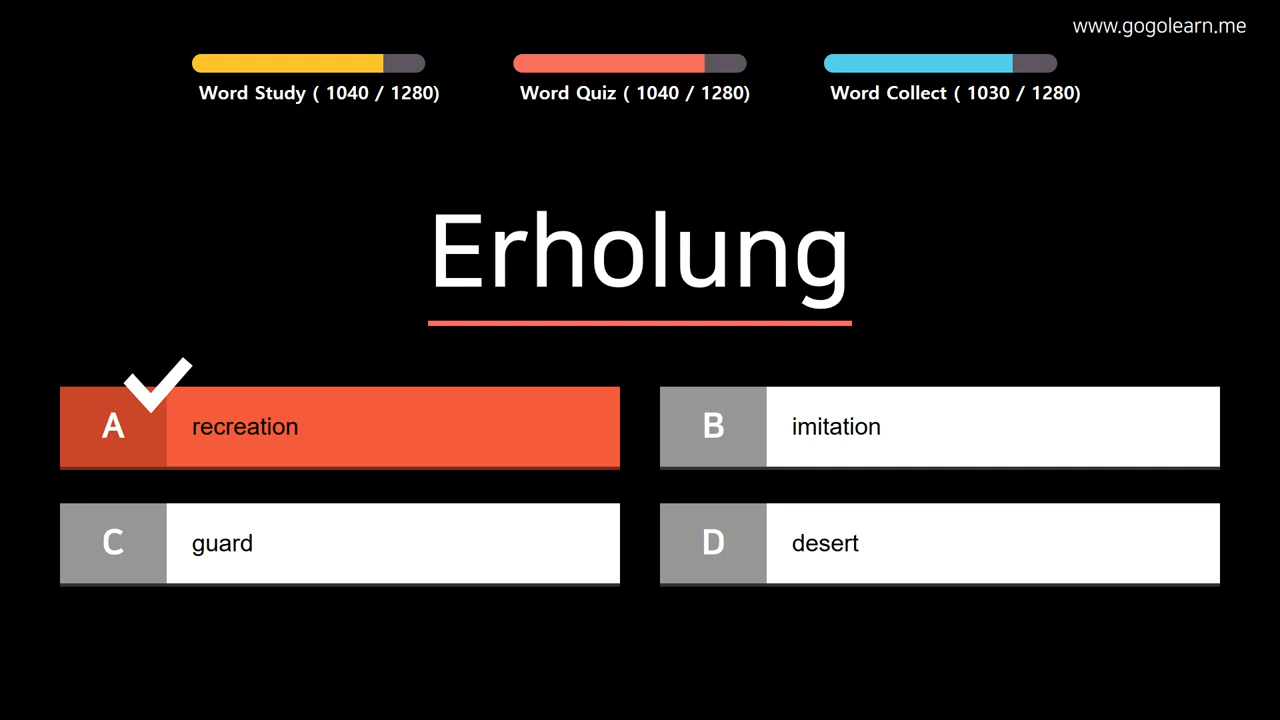 www.gogolearn.me
Word Study ( 1040 / 1280)
Word Quiz ( 1040 / 1280)
Word Collect ( 1030 / 1280)
Erholung
A recreation
B imitation
C guard
D desert